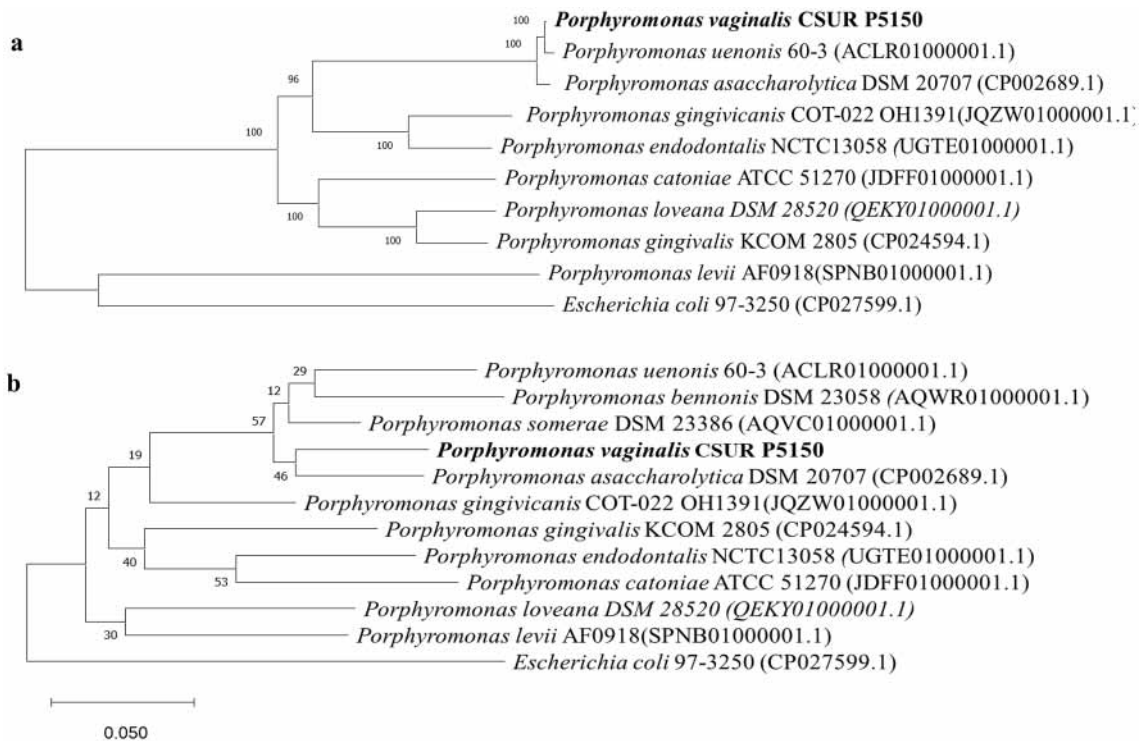 a
100
Porphyromonas vaginalis CSUR P5150
100
Porphyromonas uenonis 60-3 (ACLR01000001.1)
96
Porphyromonas asaccharolytica DSM 20707 (CP002689.1)
Porphyromonas gingivicanis COT-022 OH1391(JQZW01000001.1)
100
100
Porphyromonas endodontalis NCTC13058 (UGTE01000001.1)
Porphyromonas catoniae ATCC 51270 (JDFF01000001.1)
100
Porphyromonas loveana DSM 28520 (QEKY01000001.1)
100
Porphyromonas gingivalis KCOM 2805 (CP024594.1)
Porphyromonas levii AF0918(SPNB01000001.1)
Escherichia coli 97-3250 (CP027599.1)
b
29
Porphyromonas uenonis 60-3 (ACLR01000001.1)
12
Porphyromonas bennonis DSM 23058 (AQWR01000001.1)
57
Porphyromonas somerae DSM 23386 (AQVC01000001.1)
Porphyromonas vaginalis CSUR P5150
19
46
Porphyromonas asaccharolytica DSM 20707 (CP002689.1)
12
Porphyromonas gingivicanis COT-022 OH1391(JQZW01000001.1)
Porphyromonas gingivalis KCOM 2805 (CP024594.1)
40
Porphyromonas endodontalis NCTC13058 (UGTE01000001.1)
53
Porphyromonas catoniae ATCC 51270 (JDFF01000001.1)
Porphyromonas loveana DSM 28520 (QEKY01000001.1)
30
Porphyromonas levii AF0918(SPNB01000001.1)
Escherichia coli 97-3250 (CP027599.1)
0.050